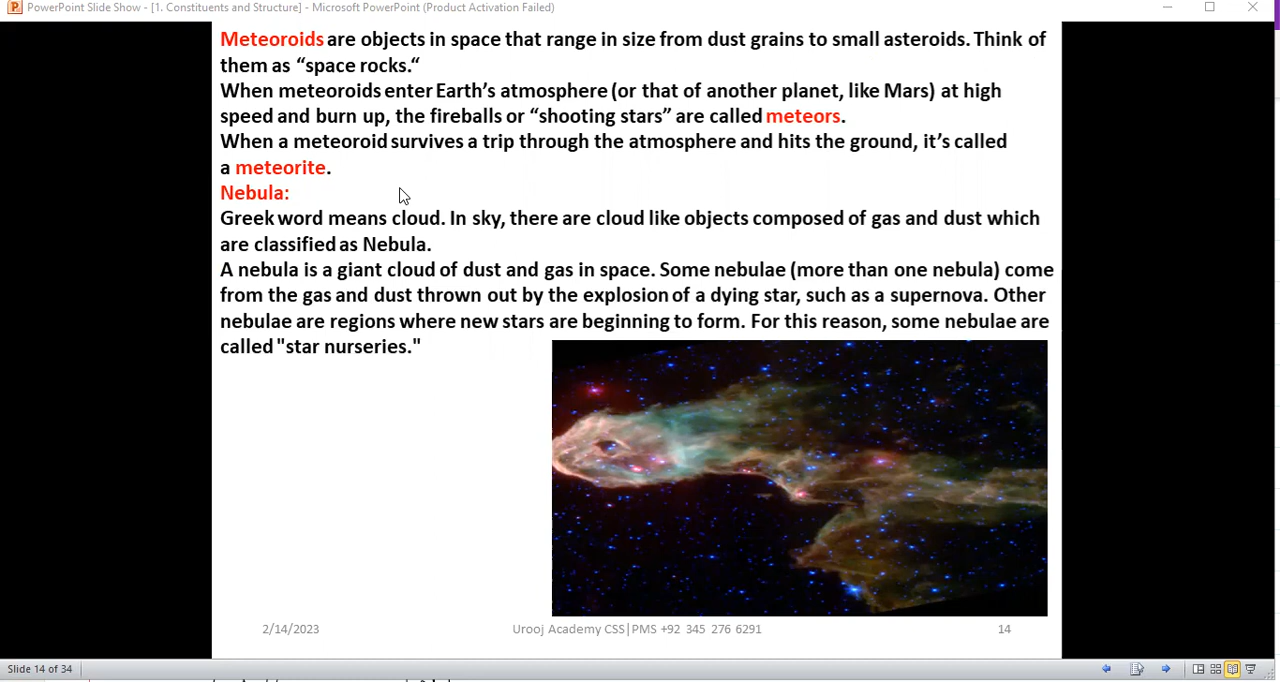 PowerPoint Slide Show - [1. Constituents and Structure] - Microsoft PowerPoint (Product Activation Failed)
Meteoroids are objects in space that range in size from dust grains to small asteroids. Think of
them as “space rocks.“
When meteoroids enter Earth’s atmosphere (or that of another planet, like Mars) at high
speed and burn up, the fireballs or “shooting stars” are called meteors.
When a meteoroid survives a trip through the atmosphere and hits the ground, it’s called
a meteorite.
Nebula:
Greek word means cloud. In sky, there are cloud like objects composed of gas and dust which
are classified as Nebula.
A nebula is a giant cloud of dust and gas in space. Some nebulae (more than one nebula) come
from the gas and dust thrown out by the explosion of a dying star, such as a supernova. Other
nebulae are regions where new stars are beginning to form. For this reason, some nebulae are
called "star nurseries."
2/14/2023 Urooj Academy CSS|PMS +92 345 276 6291 14
Slide 14 of 34